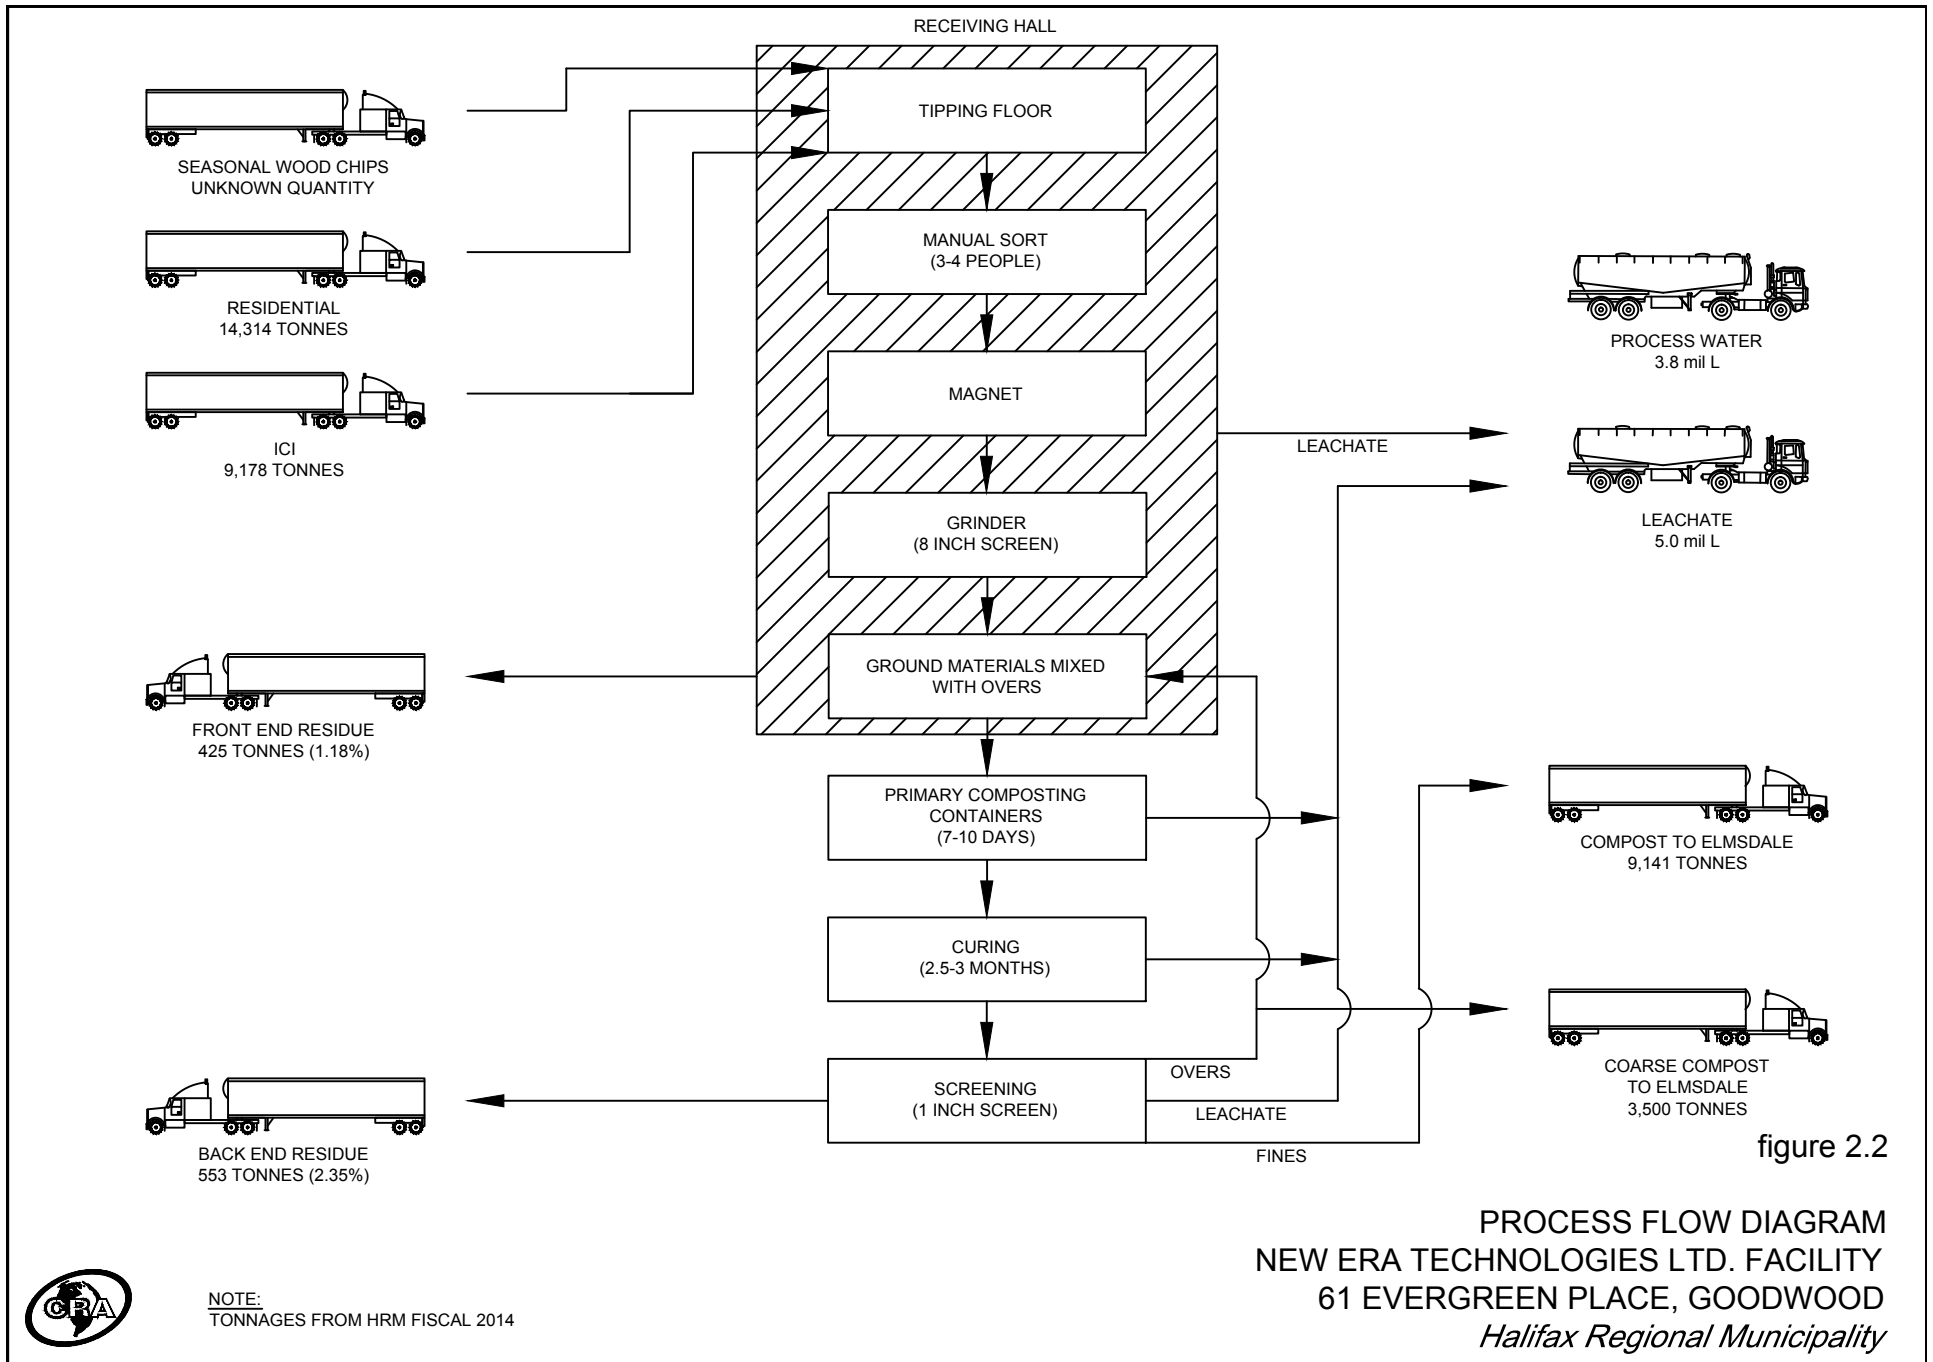 RECEIVING HALL
TIPPING FLOOR
SEASONAL WOOD CHIPS
UNKNOWN QUANTITY
MANUAL SORT
(3-4 PEOPLE)
RESIDENTIAL
14,314 TONNES
PROCESS WATER
3.8 mil L
MAGNET
ICI
9,178 TONNES
LEACHATE
GRINDER
(8 INCH SCREEN)
LEACHATE
5.0 mil L
GROUND MATERIALS MIXED
WITH OVERS
FRONT END RESIDUE
425 TONNES (1.18%)
PRIMARY COMPOSTING
CONTAINERS
(7-10 DAYS)
COMPOST TO ELMSDALE
9,141 TONNES
CURING
(2.5-3 MONTHS)
OVERS
SCREENING
(1 INCH SCREEN)
LEACHATE
FINES
COARSE COMPOST
TO ELMSDALE
3,500 TONNES
BACK END RESIDUE
553 TONNES (2.35%)
figure 2.2
PROCESS FLOW DIAGRAM
NEW ERA TECHNOLOGIES LTD. FACILITY
61 EVERGREEN PLACE, GOODWOOD
Halifax Regional Municipality
CRA
NOTE:
TONNAGES FROM HRM FISCAL 2014